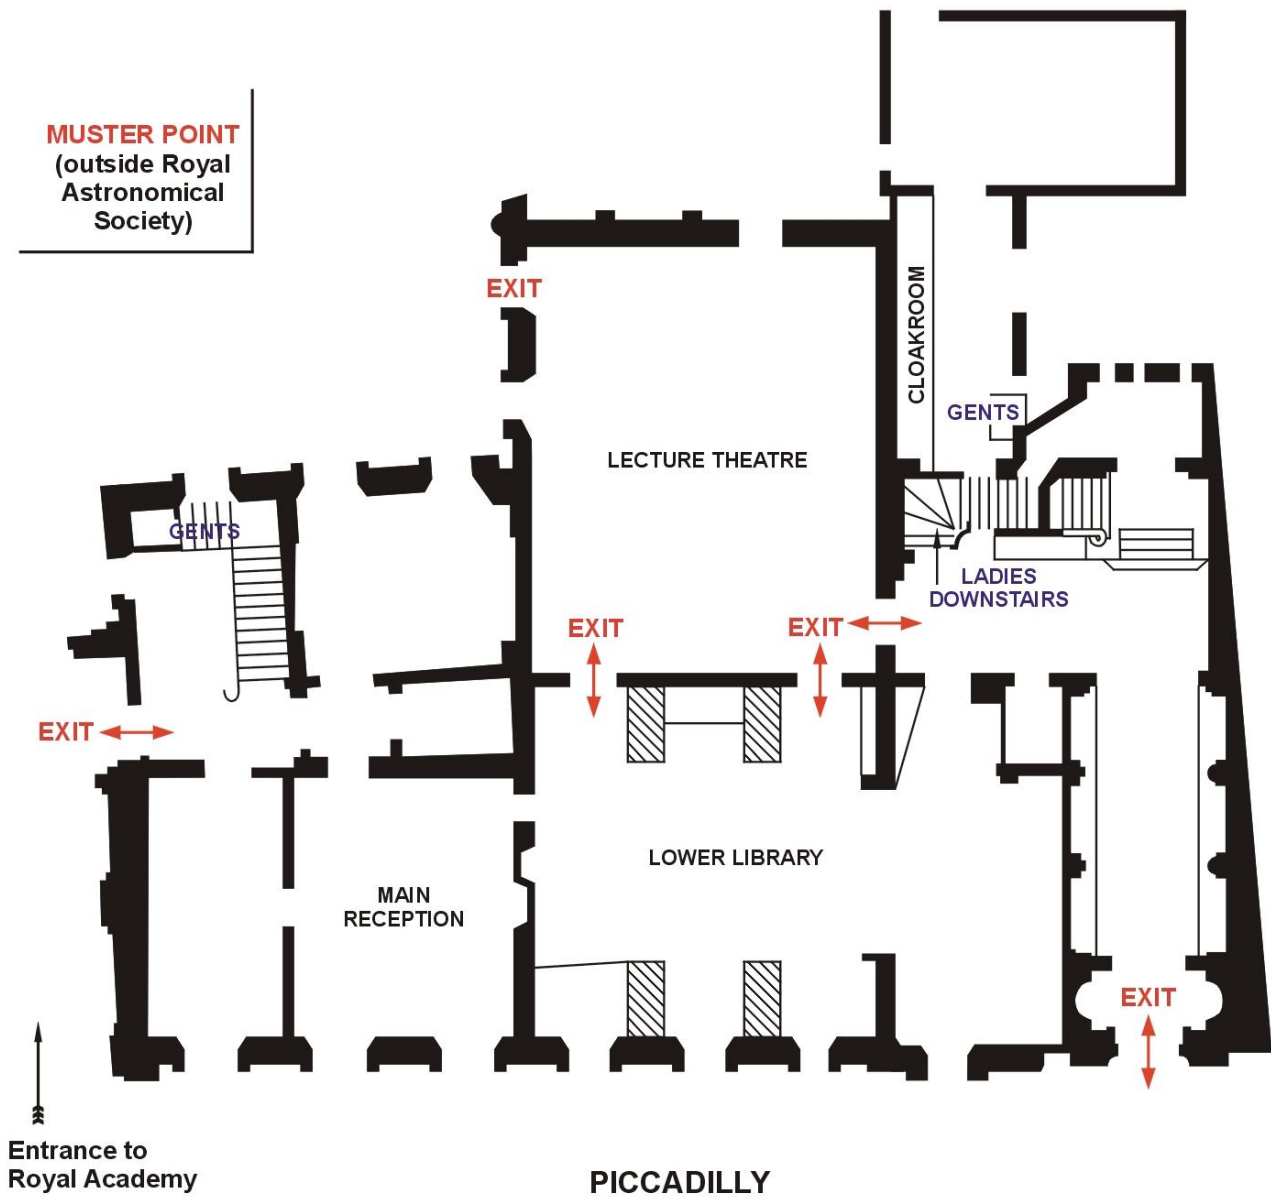 MUSTER POINT
(outside Royal
Astronomical
Society)
EXIT
CLOAKROOM
GENTS
LECTURE THEATRE
GENTS
LADIES
DOWNSTAIRS
EXIT
EXIT
EXIT
LOWER LIBRARY
MAIN
RECEPTION
EXIT
Entrance to
Royal Academy
PICCADILLY